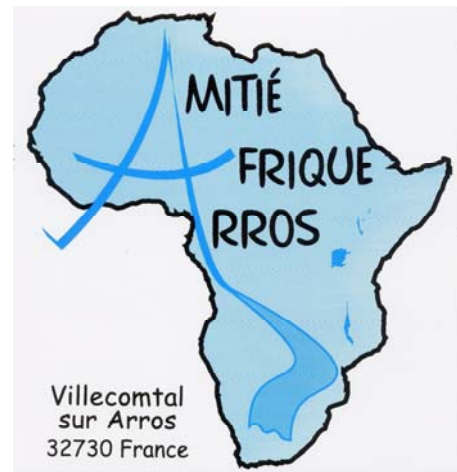 AMITIÉ
AFRIQUE
ARROS
Villecomtal
sur Arros
32730 France